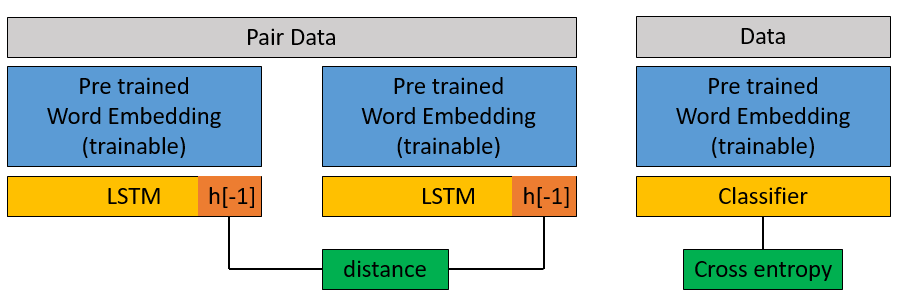 Pair Data
Data
Pre trained
Word Embedding
(trainable)
Pre trained
Word Embedding
(trainable)
Pre trained
Word Embedding
(trainable)
LSTM
h[-1]
LSTM
h[-1]
Classifier
distance
Cross entropy